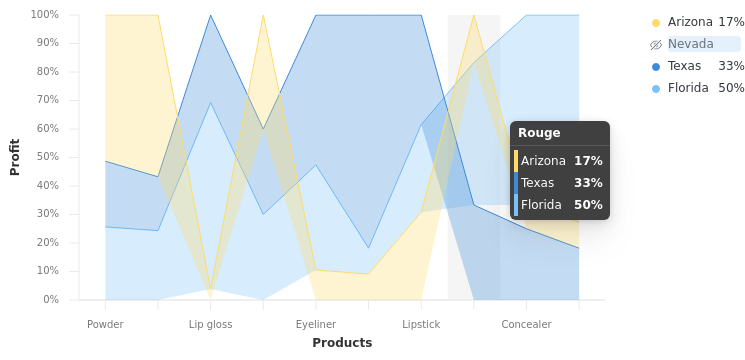 100%
90%
80%
70%
60%
50%
40%
30%
20%
10%
0%
Profit
Powder
Lip gloss
Eyeliner
Lipstick
Concealer
Products
Rouge
Arizona 17%
Texas 33%
Florida 50%
Arizona 17%
Nevada
Texas 33%
Florida 50%